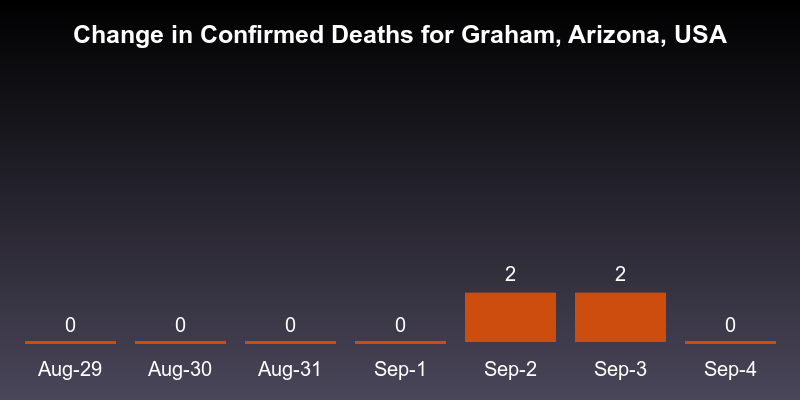 Change in Confirmed Deaths for Graham, Arizona, USA
0 0 0 0 2 2 0
Aug-29 Aug-30 Aug-31 Sep-1 Sep-2 Sep-3 Sep-4